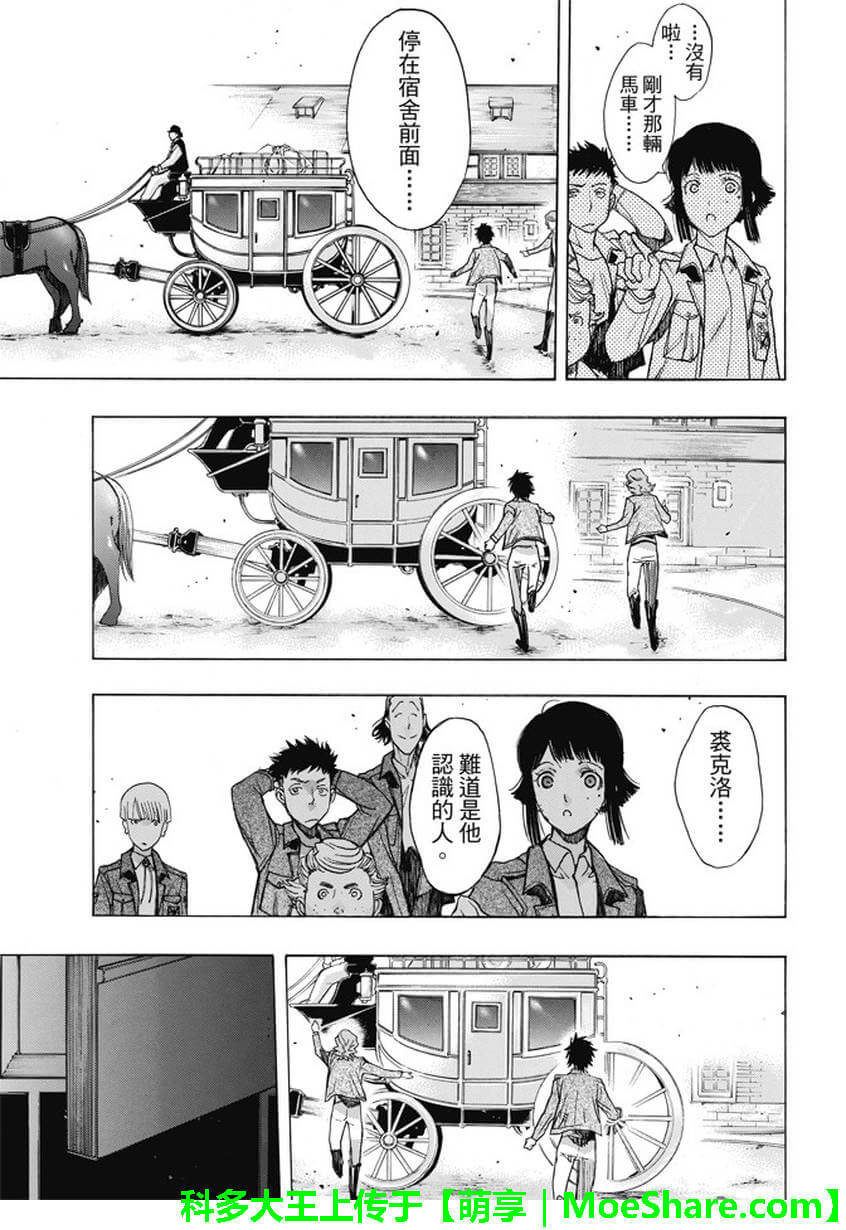 …沒有
啦…
剛才那輛
馬車……
停在宿舍前面……
裘克洛……
難道是他
認識的人。
科多大王上传于【萌享｜MoeShare.com】